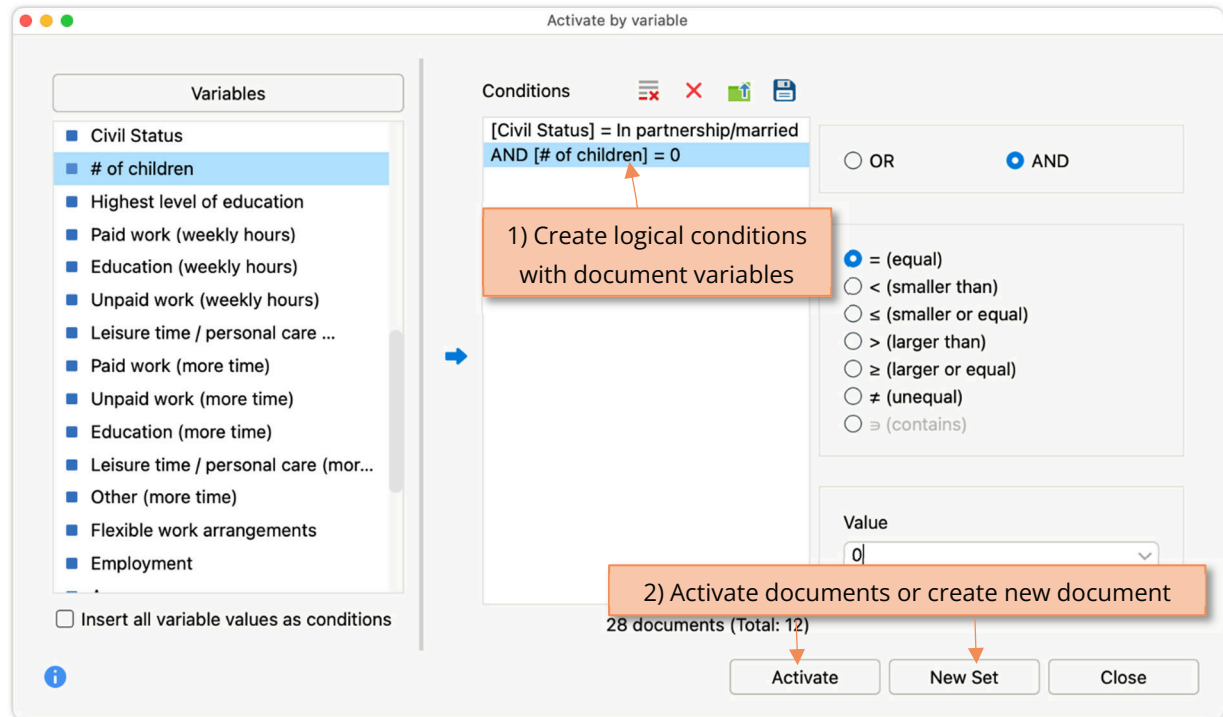 Activate by variable
Variables
Civil Status
# of children
Highest level of education
Paid work (weekly hours)
Education (weekly hours)
Unpaid work (weekly hours)
Leisure time / personal care ...
Paid work (more time)
Unpaid work (more time)
Education (more time)
Leisure time / personal care (mor...
Other (more time)
Flexible work arrangements
Employment
Insert all variable values as conditions
Conditions
[Civil Status] = In partnership/married
AND [# of children] = 0
1) Create logical conditions
with document variables
OR AND
= (equal)
< (smaller than)
≤ (smaller or equal)
> (larger than)
≥ (larger or equal)
≠ (unequal)
∋ (contains)
Value
0
2) Activate documents or create new document
28 documents (Total: 12)
Activate New Set Close